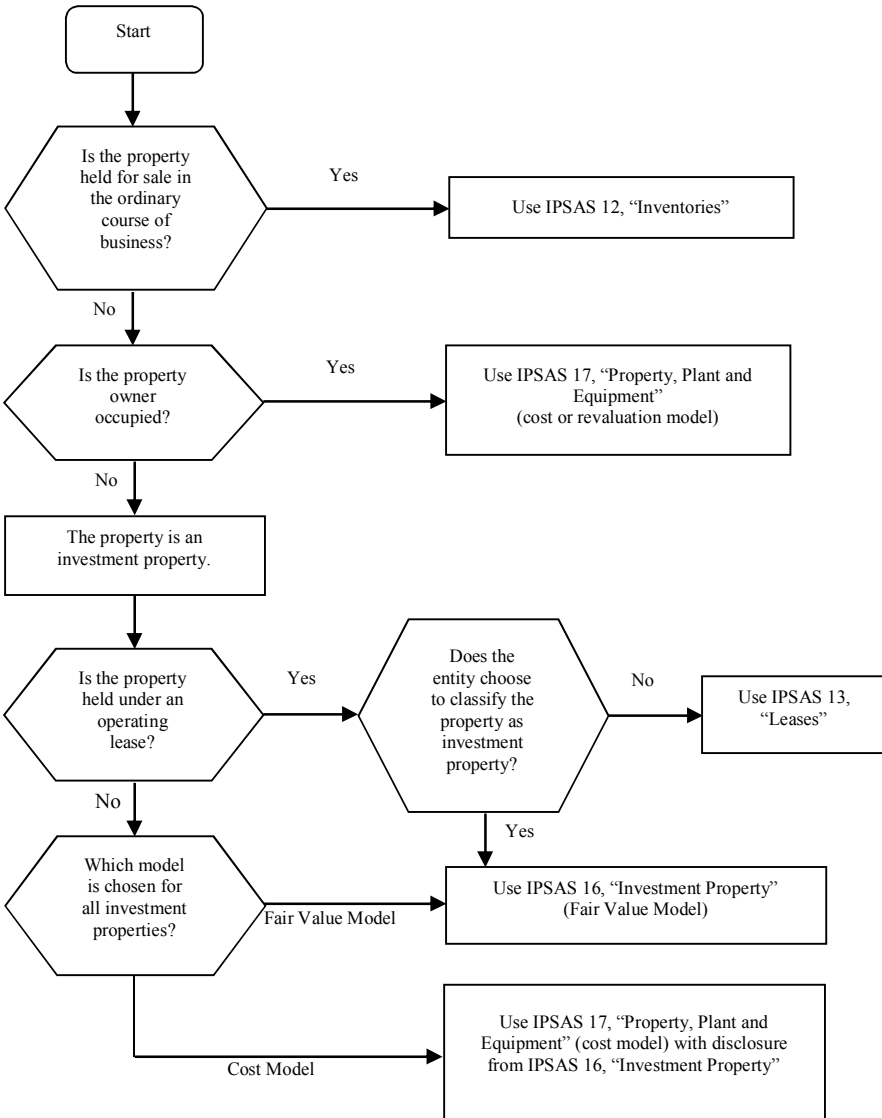 Start
Is the property
held for sale in
the ordinary
course of
business?
Yes
Use IPSAS 12, “Inventories”
No
Is the property
owner
occupied?
Yes
Use IPSAS 17, “Property, Plant and
Equipment”
(cost or revaluation model)
No
The property is an
investment property.
Is the property
held under an
operating
lease?
Yes
Does the
entity choose
to classify the
property as
investment
property?
No
Use IPSAS 13,
“Leases”
No
Yes
Which model
is chosen for
all investment
properties?
Fair Value Model
Use IPSAS 16, “Investment Property”
(Fair Value Model)
Cost Model
Use IPSAS 17, “Property, Plant and
Equipment” (cost model) with disclosure
from IPSAS 16, “Investment Property”